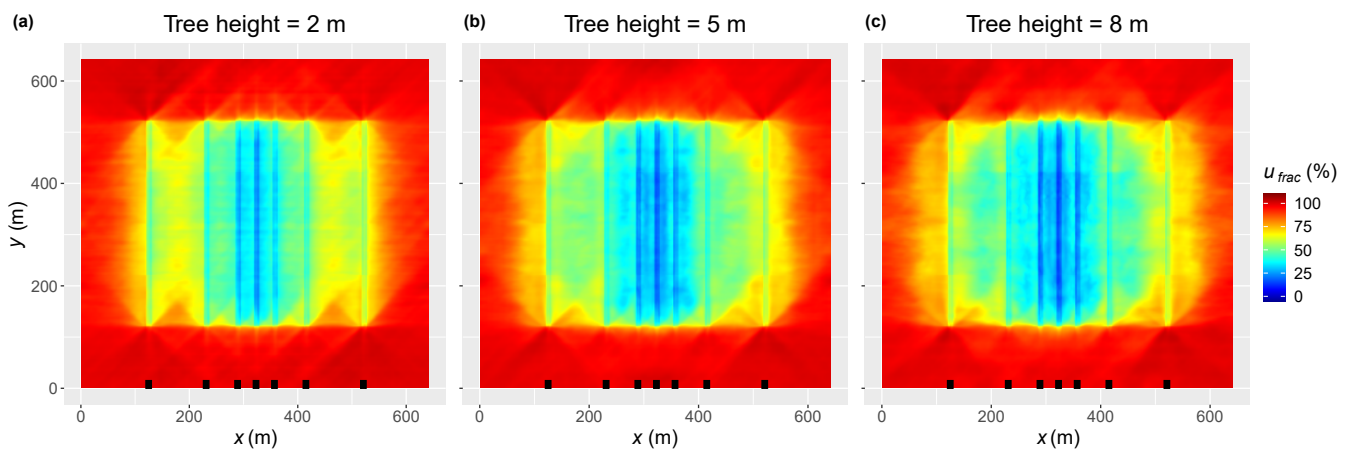 (a) Tree height = 2 m
(b) Tree height = 5 m
(c) Tree height = 8 m
y (m)
600
400
200
0
0 200 400 600
x (m)
0 200 400 600
x (m)
0 200 400 600
x (m)
u frac (%)
100
75
50
25
0